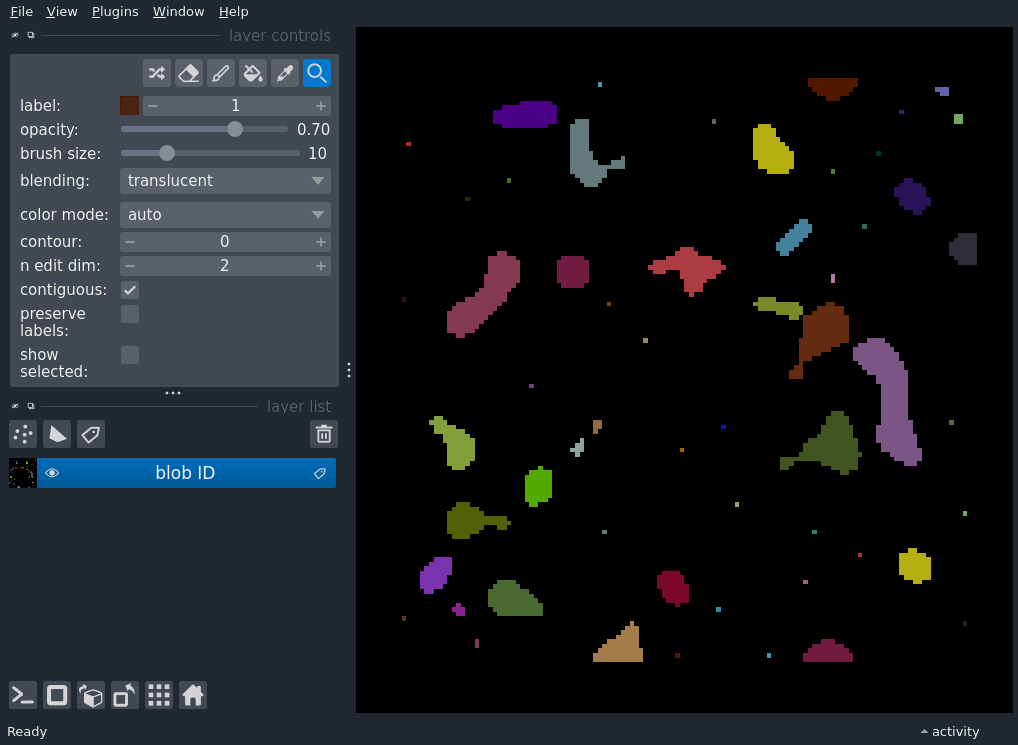 File View Plugins Window Help
layer controls
label: 1
opacity: 0.70
brush size: 10
blending: translucent
color mode: auto
contour: 0
n edit dim: 2
contiguous:
preserve
labels:
show
selected:
layer list
blob ID
Ready
activity